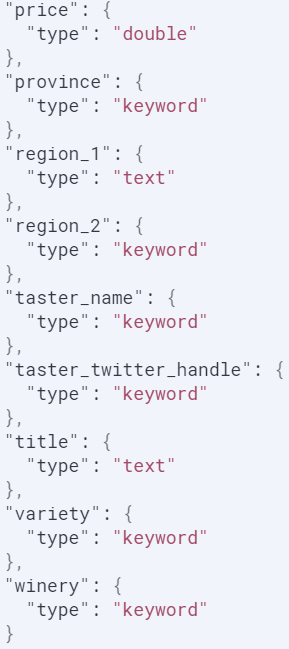 "price": {
  "type": "double"
},
"province": {
  "type": "keyword"
},
"region_1": {
  "type": "text"
},
"region_2": {
  "type": "keyword"
},
"taster_name": {
  "type": "keyword"
},
"taster_twitter_handle": {
  "type": "keyword"
},
"title": {
  "type": "text"
},
"variety": {
  "type": "keyword"
},
"winery": {
  "type": "keyword"
}